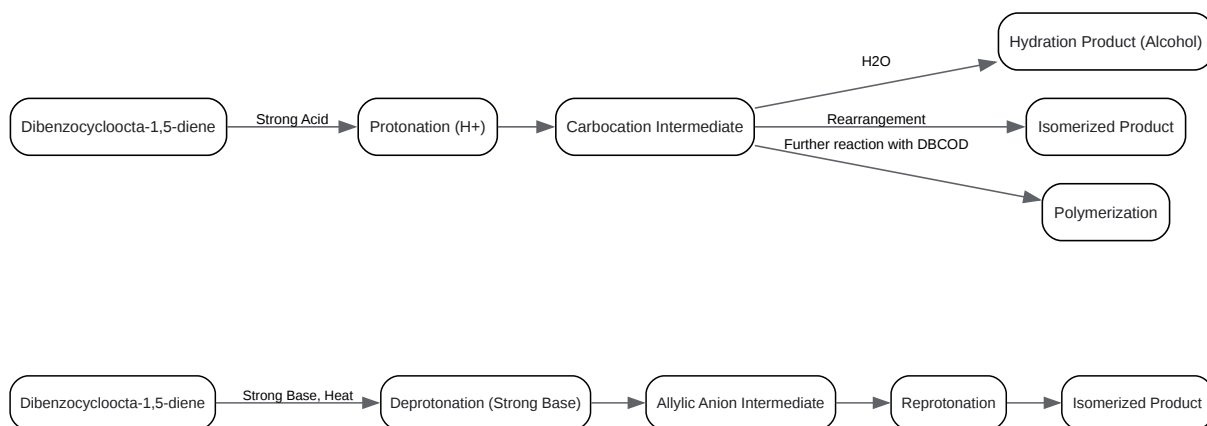 Hydration Product (Alcohol)
H2O
Dibenzocycloocta-1,5-diene
Strong Acid
Protonation (H+)
Carbocation Intermediate
Rearrangement
Isomerized Product
Further reaction with DBCOD
Polymerization
Dibenzocycloocta-1,5-diene
Strong Base, Heat
Deprotonation (Strong Base)
Allylic Anion Intermediate
Reprotonation
Isomerized Product